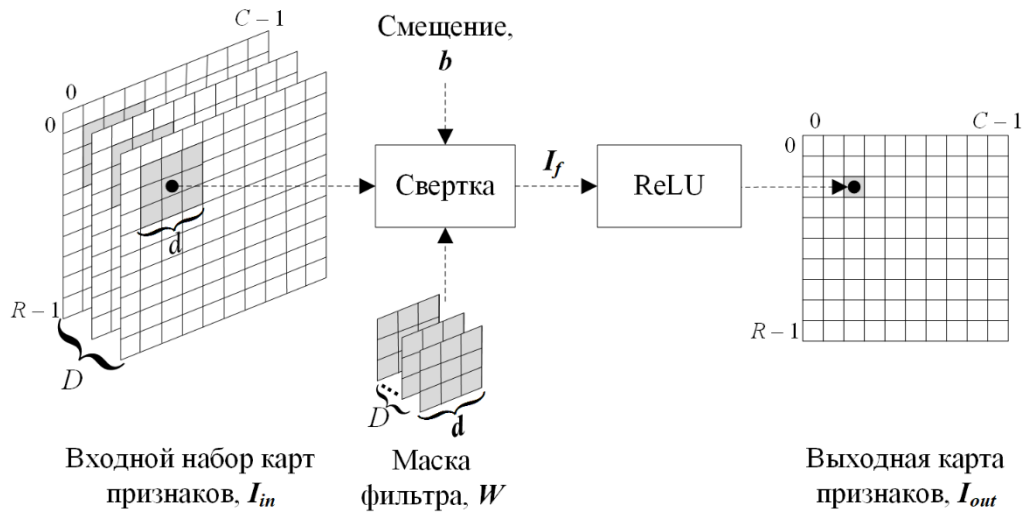 C – 1
0
0
R – 1
D
d
Смещение,
b
Свертка
I_f
ReLU
D
d
0
C – 1
0
R – 1
Входной набор карт
признаков, I_in
Маска
фильтра, W
Выходная карта
признаков, I_out